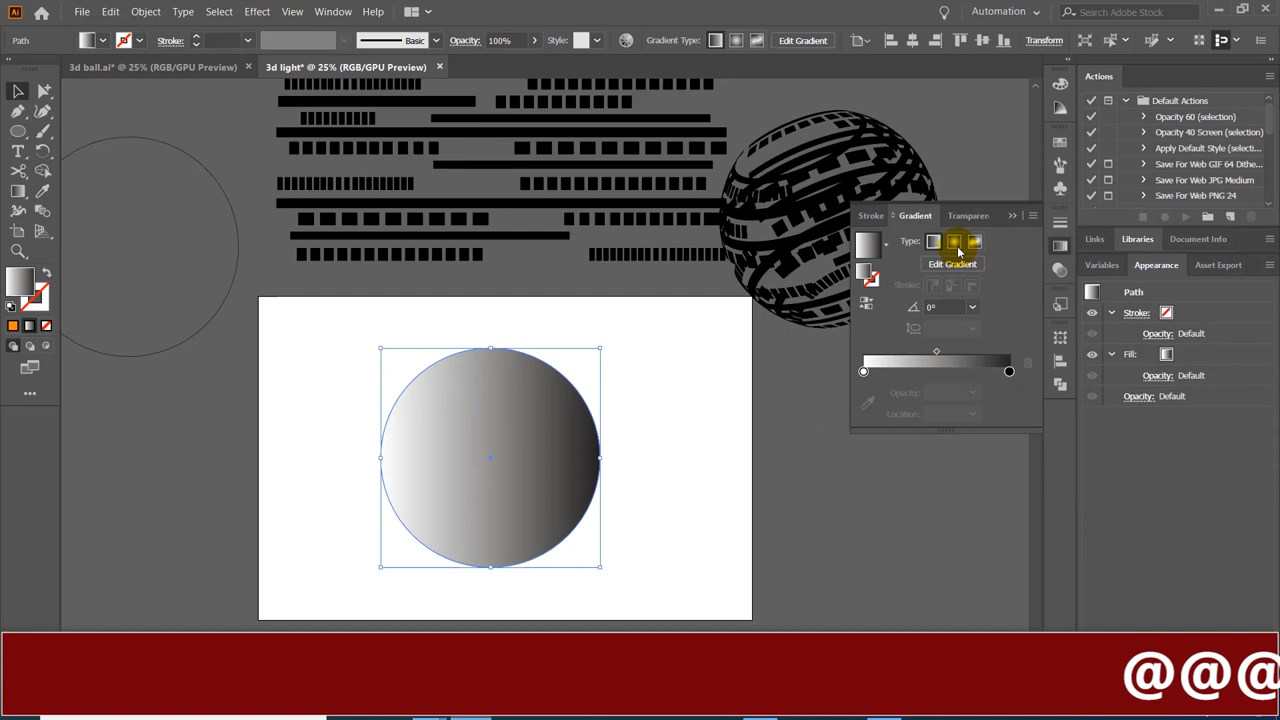 Ai File Edit Object Type Select Effect View Window Help Automation Search Adobe Stock
Path Stroke: Basic Opacity: 100% Style: Gradient Type: Edit Gradient Transform
3d ball.ai* @ 25% (RGB/GPU Preview) × 3d light* @ 25% (RGB/GPU Preview) ×
Actions
Default Actions
Opacity 60 (selection)
Opacity 40 Screen (selection)
Apply Default Style (selecti...
Save For Web GIF 64 Dithe...
Save For Web JPG Medium
Save For Web PNG 24
Stroke Gradient Transparen
Type:
Edit Gradient
Stroke:
0°
Opacity:
Location:
Links Libraries Document Info
Variables Appearance Asset Export
Path
Stroke:
Opacity: Default
Fill:
Opacity: Default
Opacity: Default
@@@